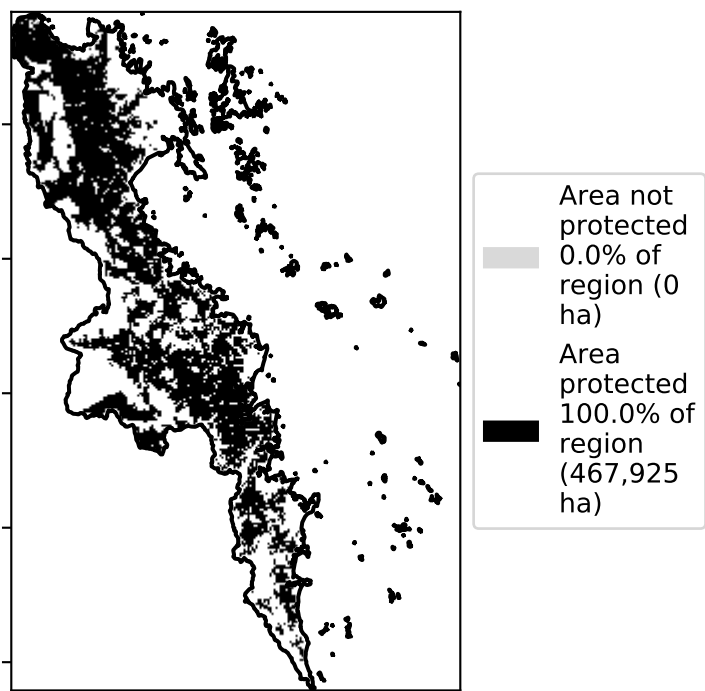 Area not
protected
0.0% of
region (0
ha)
Area
protected
100.0% of
region
(467,925
ha)